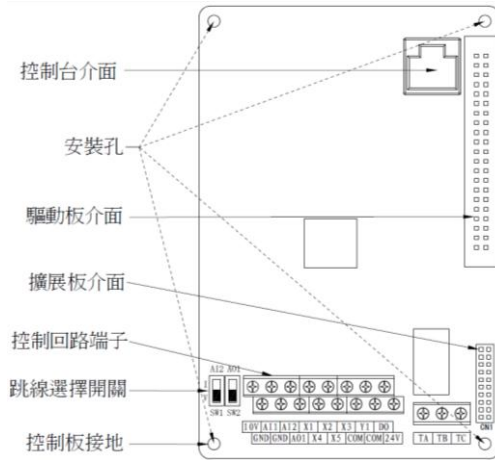 控制台介面
安裝孔
驅動板介面
擴展板介面
控制回路端子
AI2 AO1
跳線選擇開關
I
V
SW1 SW2
CN1
10V AI1 AI2 X1 X2 X3 Y1 DO
GND GND AO1 X4 X5 COM COM 24V
TA TB TC
控制板接地